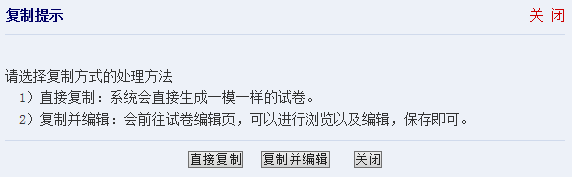 复制提示 关 闭
请选择复制方式的处理方法
1）直接复制：系统会直接生成一模一样的试卷。
2）复制并编辑：会前往试卷编辑页，可以进行浏览以及编辑，保存即可。
直接复制 复制并编辑 关闭